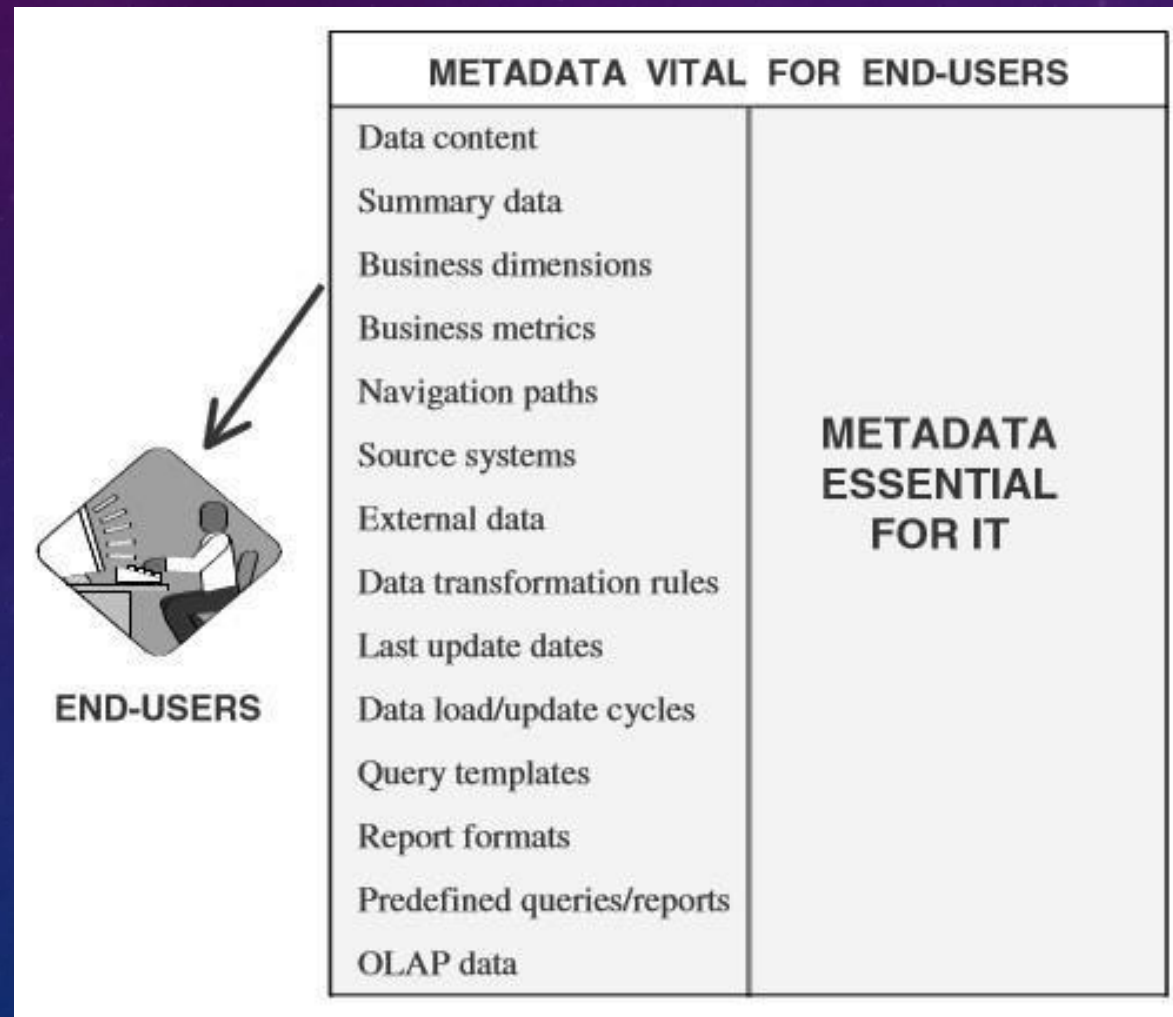 METADATA VITAL FOR END-USERS
Data content
Summary data
Business dimensions
Business metrics
Navigation paths
Source systems
External data
Data transformation rules
Last update dates
Data load/update cycles
Query templates
Report formats
Predefined queries/reports
OLAP data
METADATA
ESSENTIAL
FOR IT
END-USERS